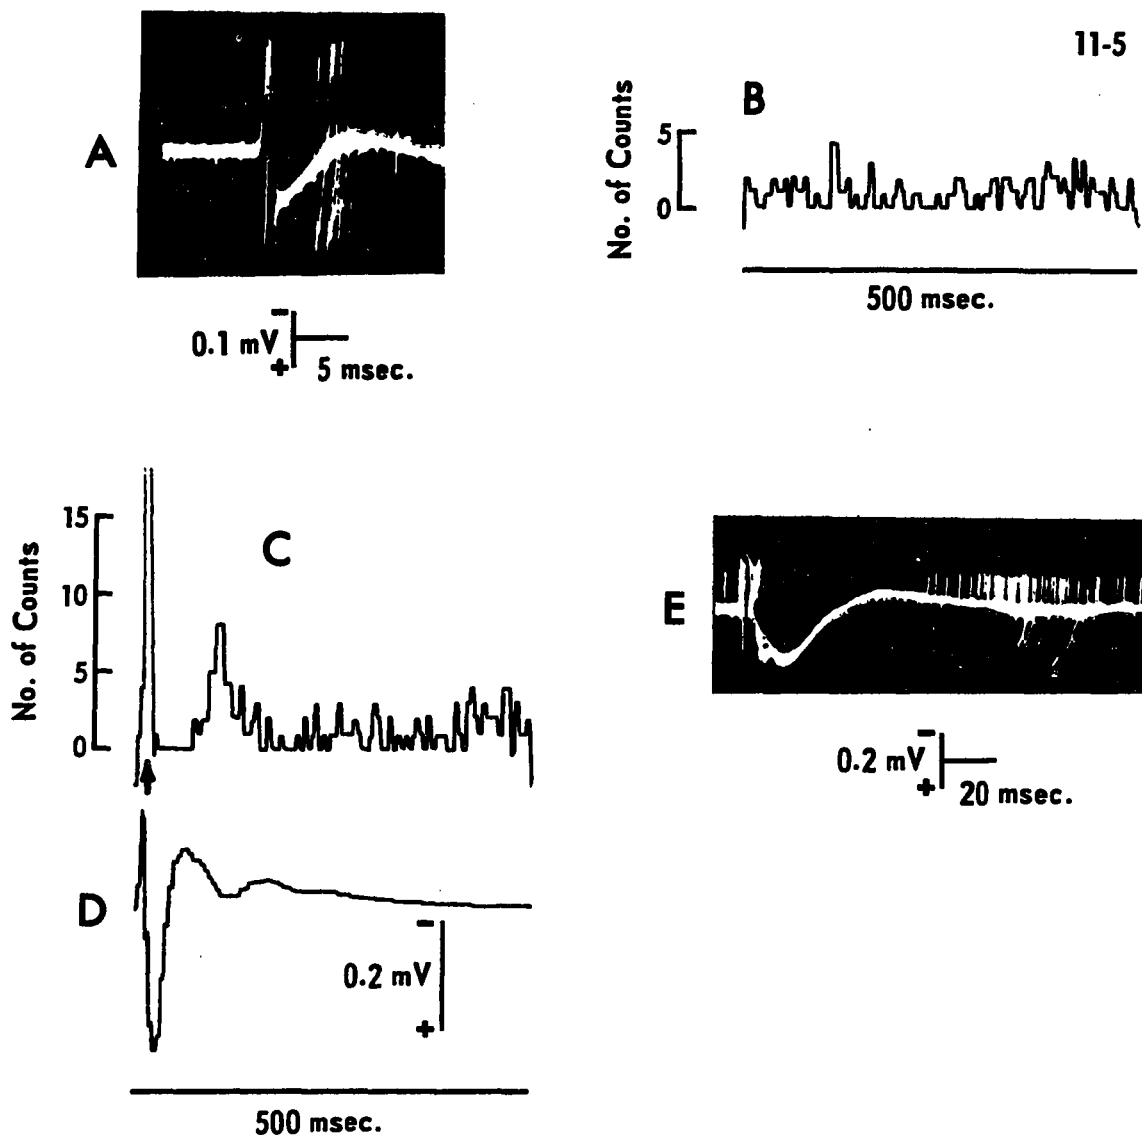 11-5
A
0.1 mV
-
+
5 msec.
B
No. of Counts
5
0
500 msec.
C
No. of Counts
15
10
5
0
D
-
0.2 mV
+
500 msec.
E
-
0.2 mV
+
20 msec.